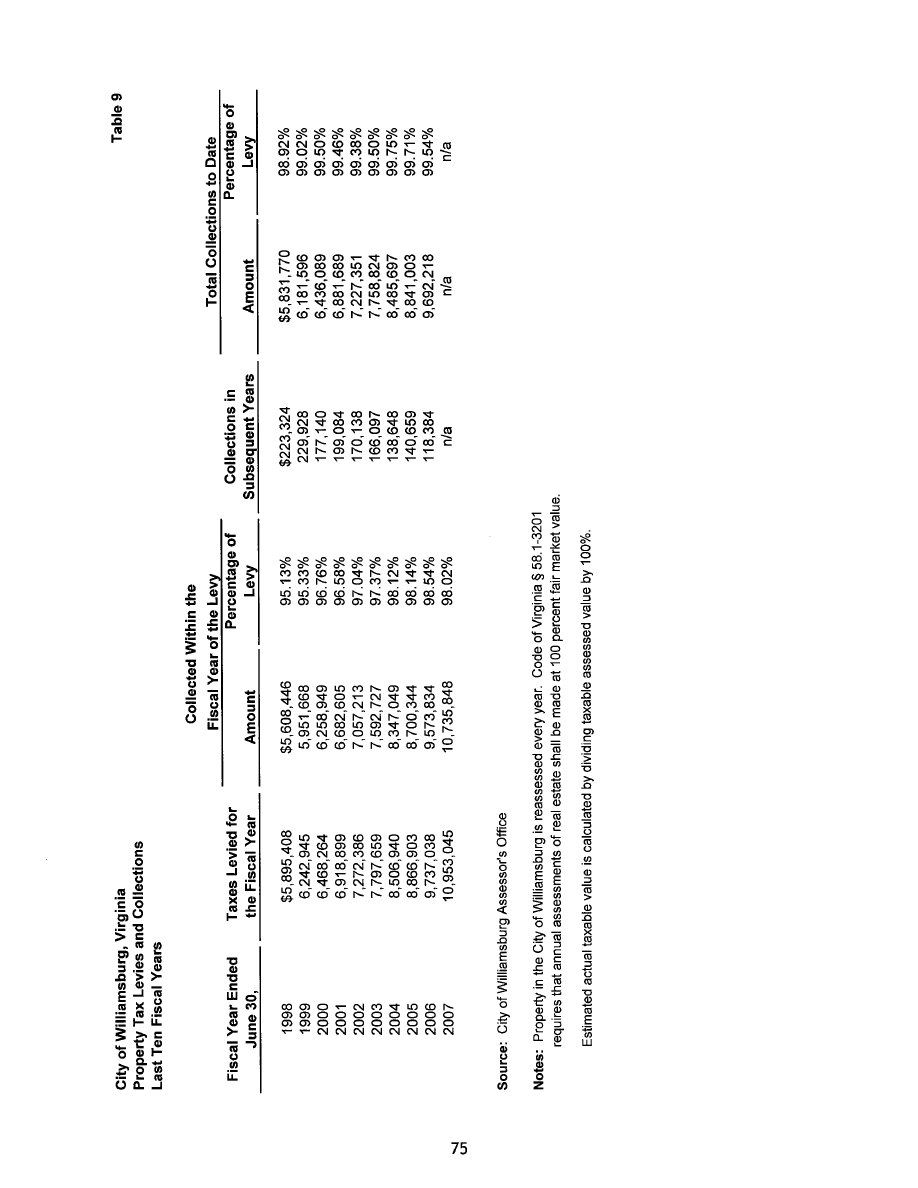 City of Williamsburg, Virginia Table 9
Property Tax Levies and Collections
Last Ten Fiscal Years
Collected Within the
Fiscal Year of the Levy Total Collections to Date
Fiscal Year Ended Taxes Levied for Percentage of Collections in Percentage of
June 30, the Fiscal Year Amount Levy Subsequent Years Amount Levy
1998 $5,895,408 $5,608,446 95.13% $223,324 $5,831,770 98.92%
1999 6,242,945 5,951,668 95.33% 229,928 6,181,596 99.02%
2000 6,468,264 6,258,949 96.76% 177,140 6,436,089 99.50%
2001 6,918,899 6,682,605 96.58% 199,084 6,881,689 99.46%
2002 7,272,386 7,057,213 97.04% 170,138 7,227,351 99.38%
2003 7,797,659 7,592,727 97.37% 166,097 7,758,824 99.50%
2004 8,506,940 8,347,049 98.12% 138,648 8,485,697 99.75%
2005 8,866,903 8,700,344 98.14% 140,659 8,841,003 99.71%
2006 9,737,038 9,573,834 98.54% 118,384 9,692,218 99.54%
2007 10,953,045 10,735,848 98.02% n/a n/a n/a
Source: City of Williamsburg Assessor's Office
Notes: Property in the City of Williamsburg is reassessed every year. Code of Virginia § 58.1-3201
requires that annual assessments of real estate shall be made at 100 percent fair market value.
Estimated actual taxable value is calculated by dividing taxable assessed value by 100%.
75